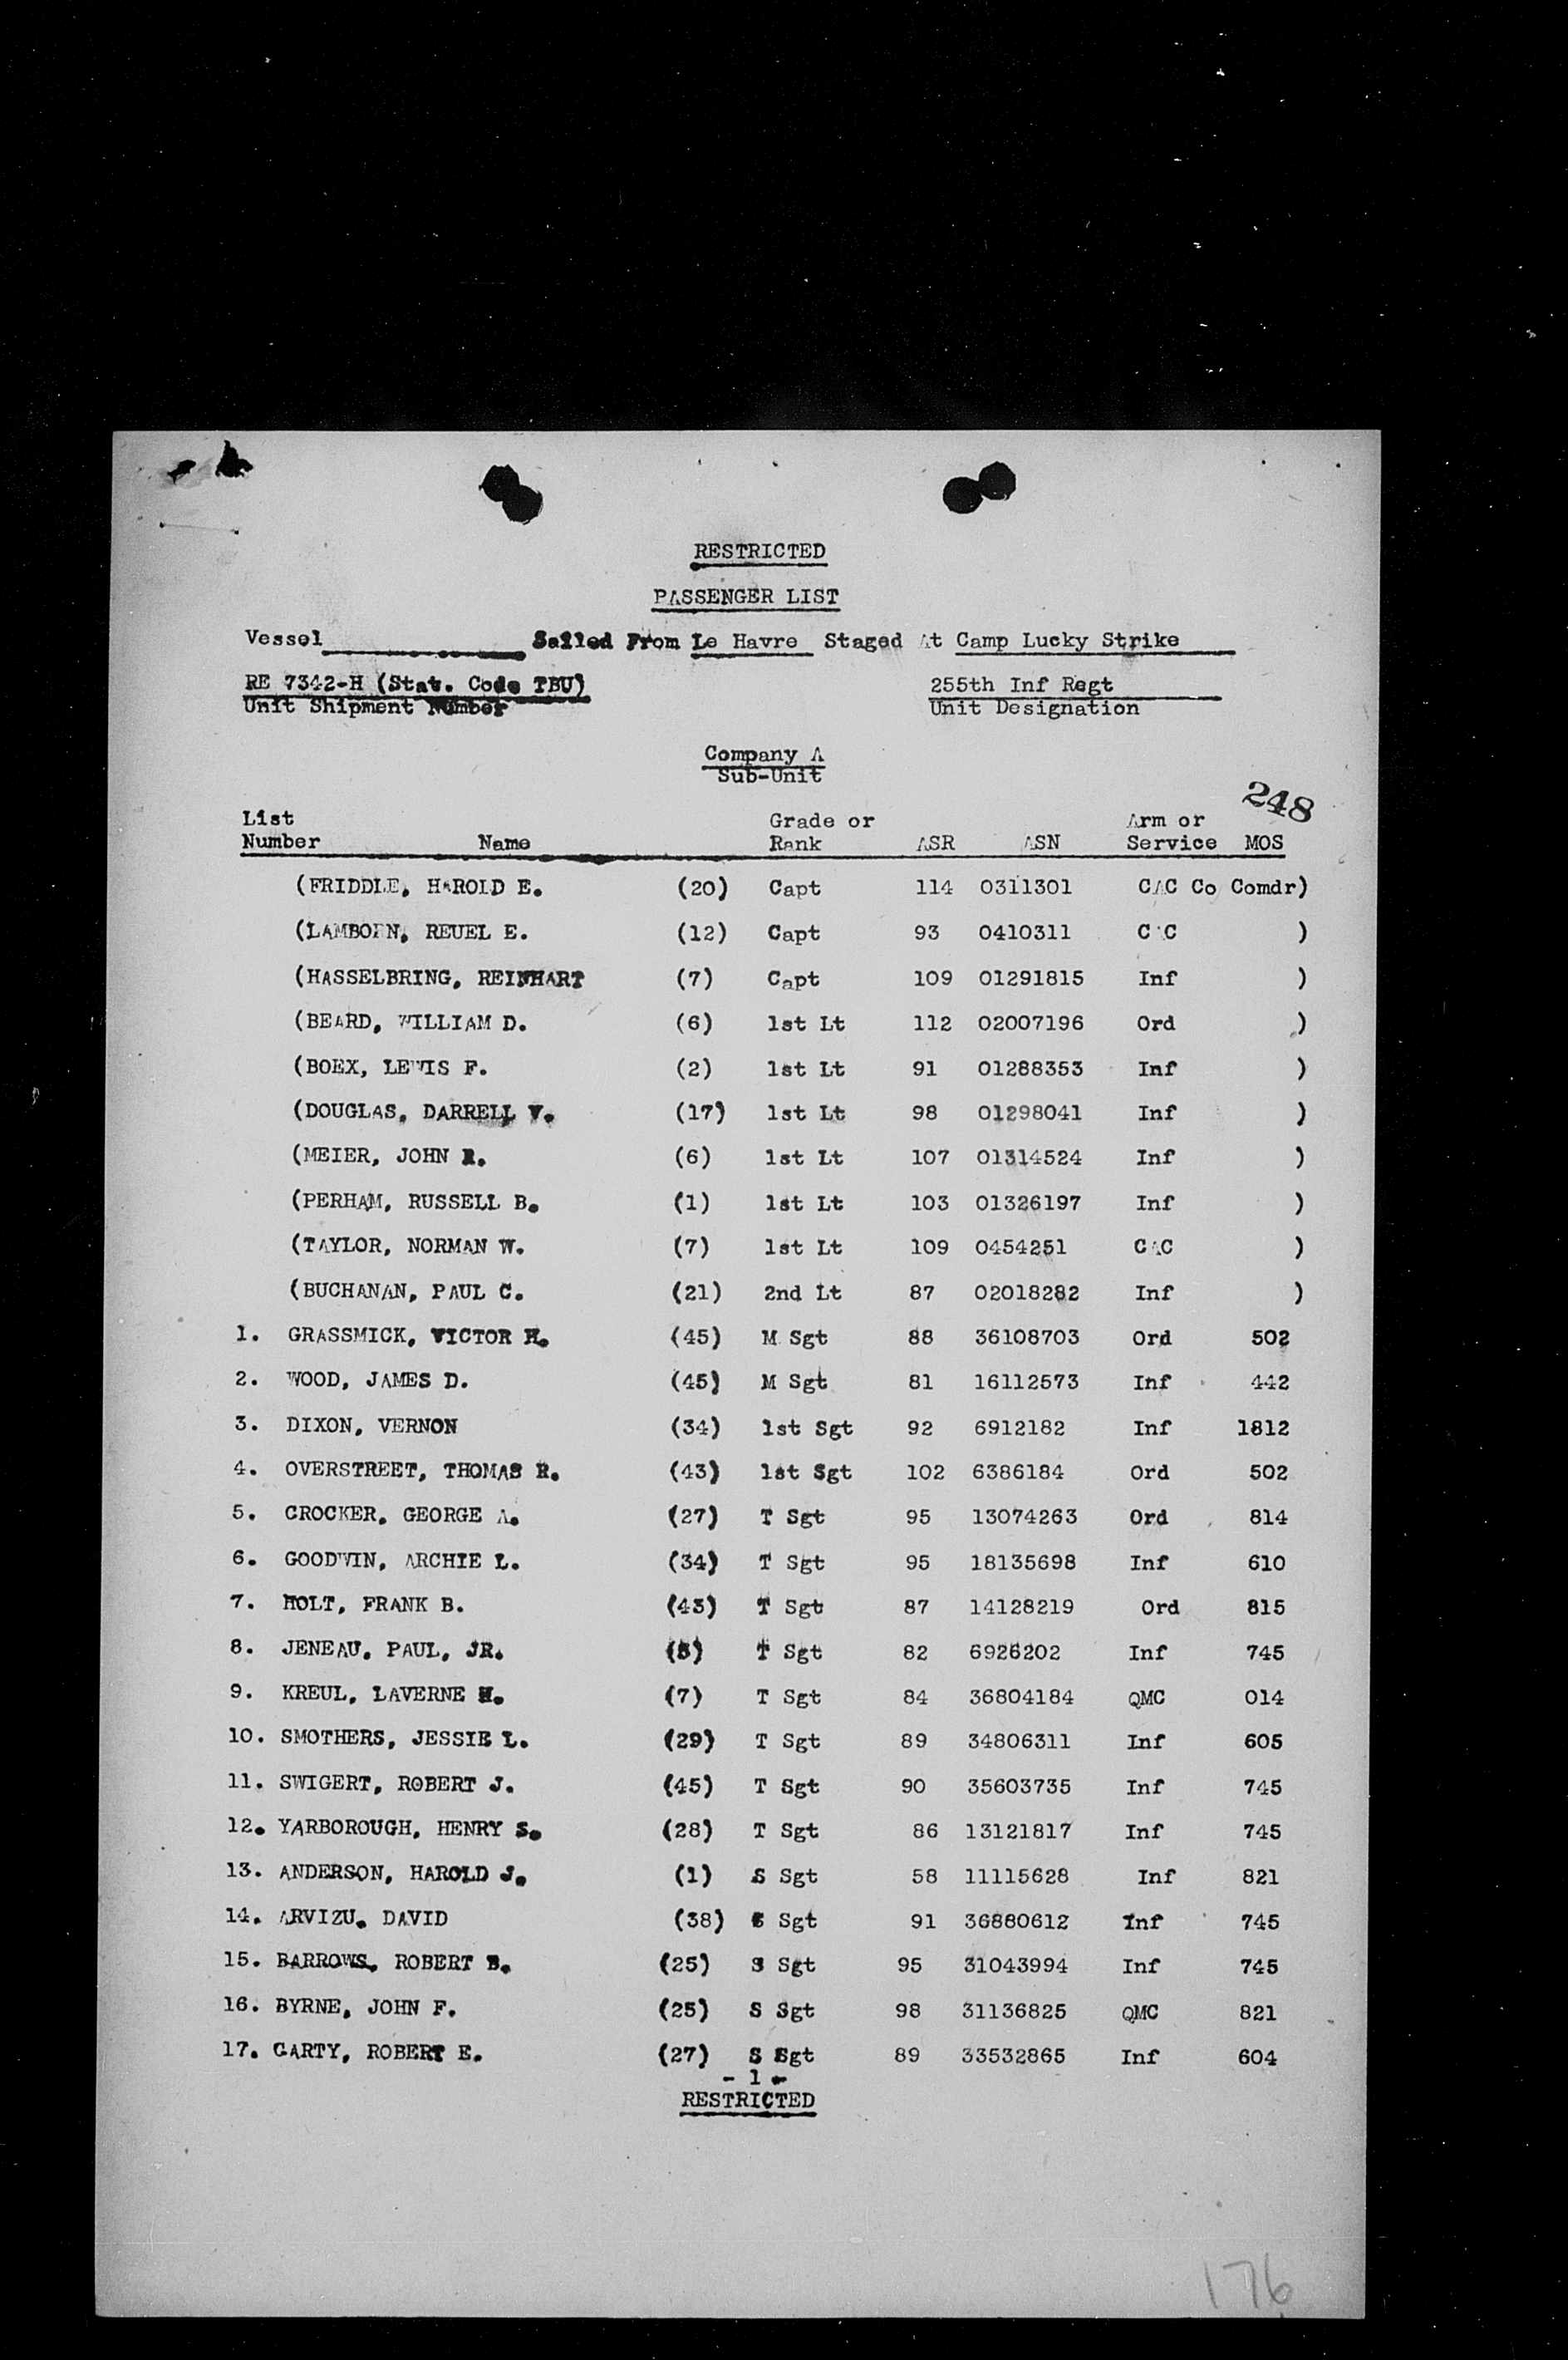 RESTRICTED
PASSENGER LIST
Vessel Sailed From Le Havre Staged At Camp Lucky Strike
RE 7342-H (Stat. Code TBU) 255th Inf Regt
Unit Shipment Number Unit Designation
Company A
Sub-Unit
248
List Grade or Arm or
Number Name Rank ASR ASN Service MOS
(FRIDDLE, HAROLD E. (20) Capt 114 0311301 CAC Co Comdr)
(LAMBORN, REUEL E. (12) Capt 93 0410311 CAC )
(HASSELBRING, REINHART (7) Capt 109 01291815 Inf )
(BEARD, WILLIAM D. (6) 1st Lt 112 02007196 Ord )
(BOEX, LEWIS F. (2) 1st Lt 91 01288353 Inf )
(DOUGLAS, DARRELL V. (17) 1st Lt 98 01298041 Inf )
(MEIER, JOHN R. (6) 1st Lt 107 01314524 Inf )
(PERHAM, RUSSELL B. (1) 1st Lt 103 01326197 Inf )
(TAYLOR, NORMAN W. (7) 1st Lt 109 0454251 CAC )
(BUCHANAN, PAUL C. (21) 2nd Lt 87 02018282 Inf )
1. GRASSMICK, VICTOR H. (45) M Sgt 88 36108703 Ord 502
2. WOOD, JAMES D. (45) M Sgt 81 16112573 Inf 442
3. DIXON, VERNON (34) 1st Sgt 92 6912182 Inf 1812
4. OVERSTREET, THOMAS R. (43) 1st Sgt 102 6386184 Ord 502
5. CROCKER, GEORGE A. (27) T Sgt 95 13074263 Ord 814
6. GOODWIN, ARCHIE L. (34) T Sgt 95 18135698 Inf 610
7. HOLT, FRANK B. (43) T Sgt 87 14128219 Ord 815
8. JENEAU, PAUL, JR. T Sgt 82 6926202 Inf 745
9. KREUL, LAVERNE H. (7) T Sgt 84 36804184 QMC 014
10. SMOTHERS, JESSIE L. (29) T Sgt 89 34806311 Inf 605
11. SWIGERT, ROBERT J. (45) T Sgt 90 35603735 Inf 745
12. YARBOROUGH, HENRY S. (28) T Sgt 86 13121817 Inf 745
13. ANDERSON, HAROLD J. (1) S Sgt 58 11115628 Inf 821
14. ARVIZU, DAVID (38) S Sgt 91 36880612 Inf 745
15. BARROWS, ROBERT B. (25) S Sgt 95 31043994 Inf 745
16. BYRNE, JOHN F. (25) S Sgt 98 31136825 QMC 821
17. CARTY, ROBERT E. (27) S Sgt 89 33532865 Inf 604
- 1 -
RESTRICTED
176